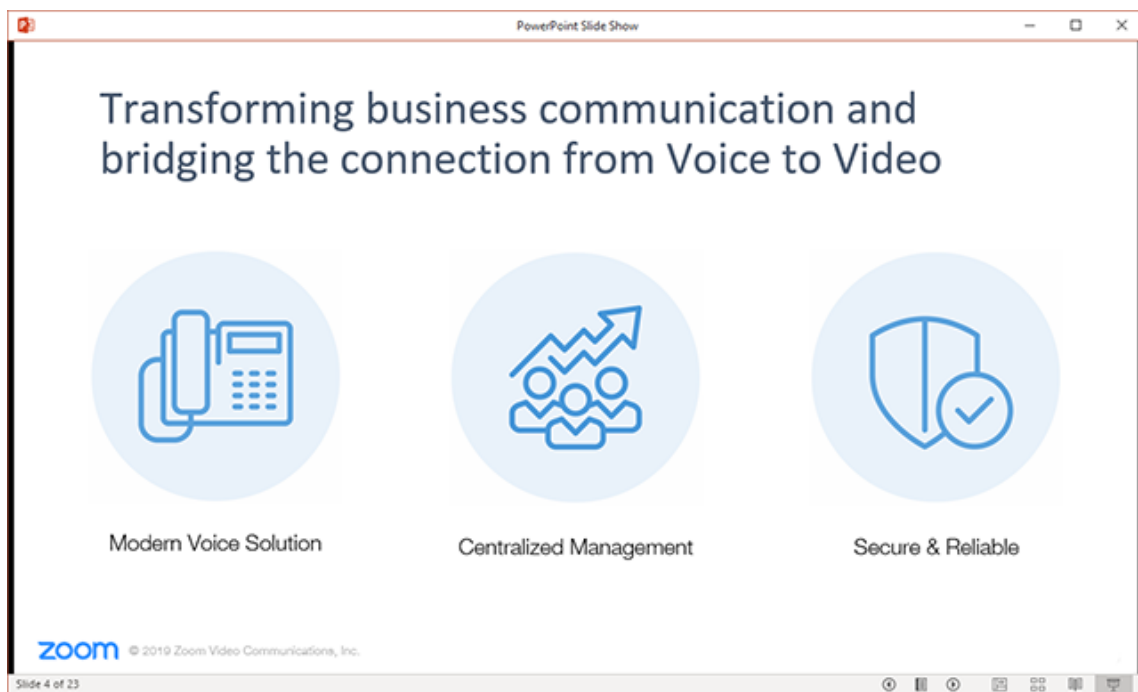 PowerPoint Slide Show
Transforming business communication and
bridging the connection from Voice to Video
Modern Voice Solution
Centralized Management
Secure & Reliable
zoom © 2019 Zoom Video Communications, Inc.
Slide 4 of 23